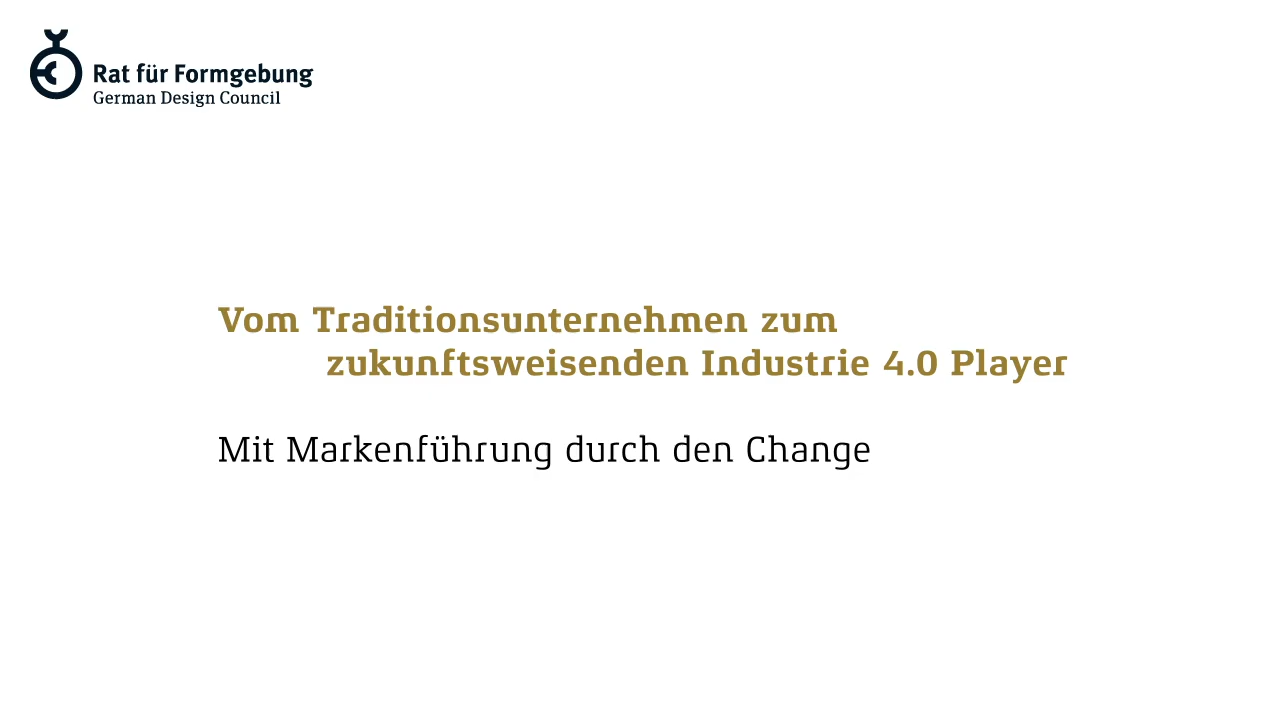 Rat für Formgebung
German Design Council
Vom Traditionsunternehmen zum
zukunftsweisenden Industrie 4.0 Player
Mit Markenführung durch den Change